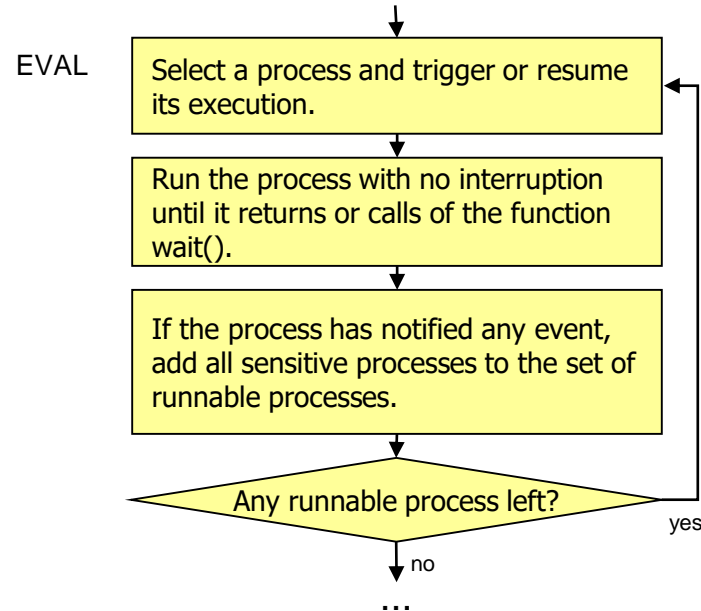 EVAL
Select a process and trigger or resume
its execution.
Run the process with no interruption
until it returns or calls of the function
wait().
If the process has notified any event,
add all sensitive processes to the set of
runnable processes.
Any runnable process left?
yes
no
...